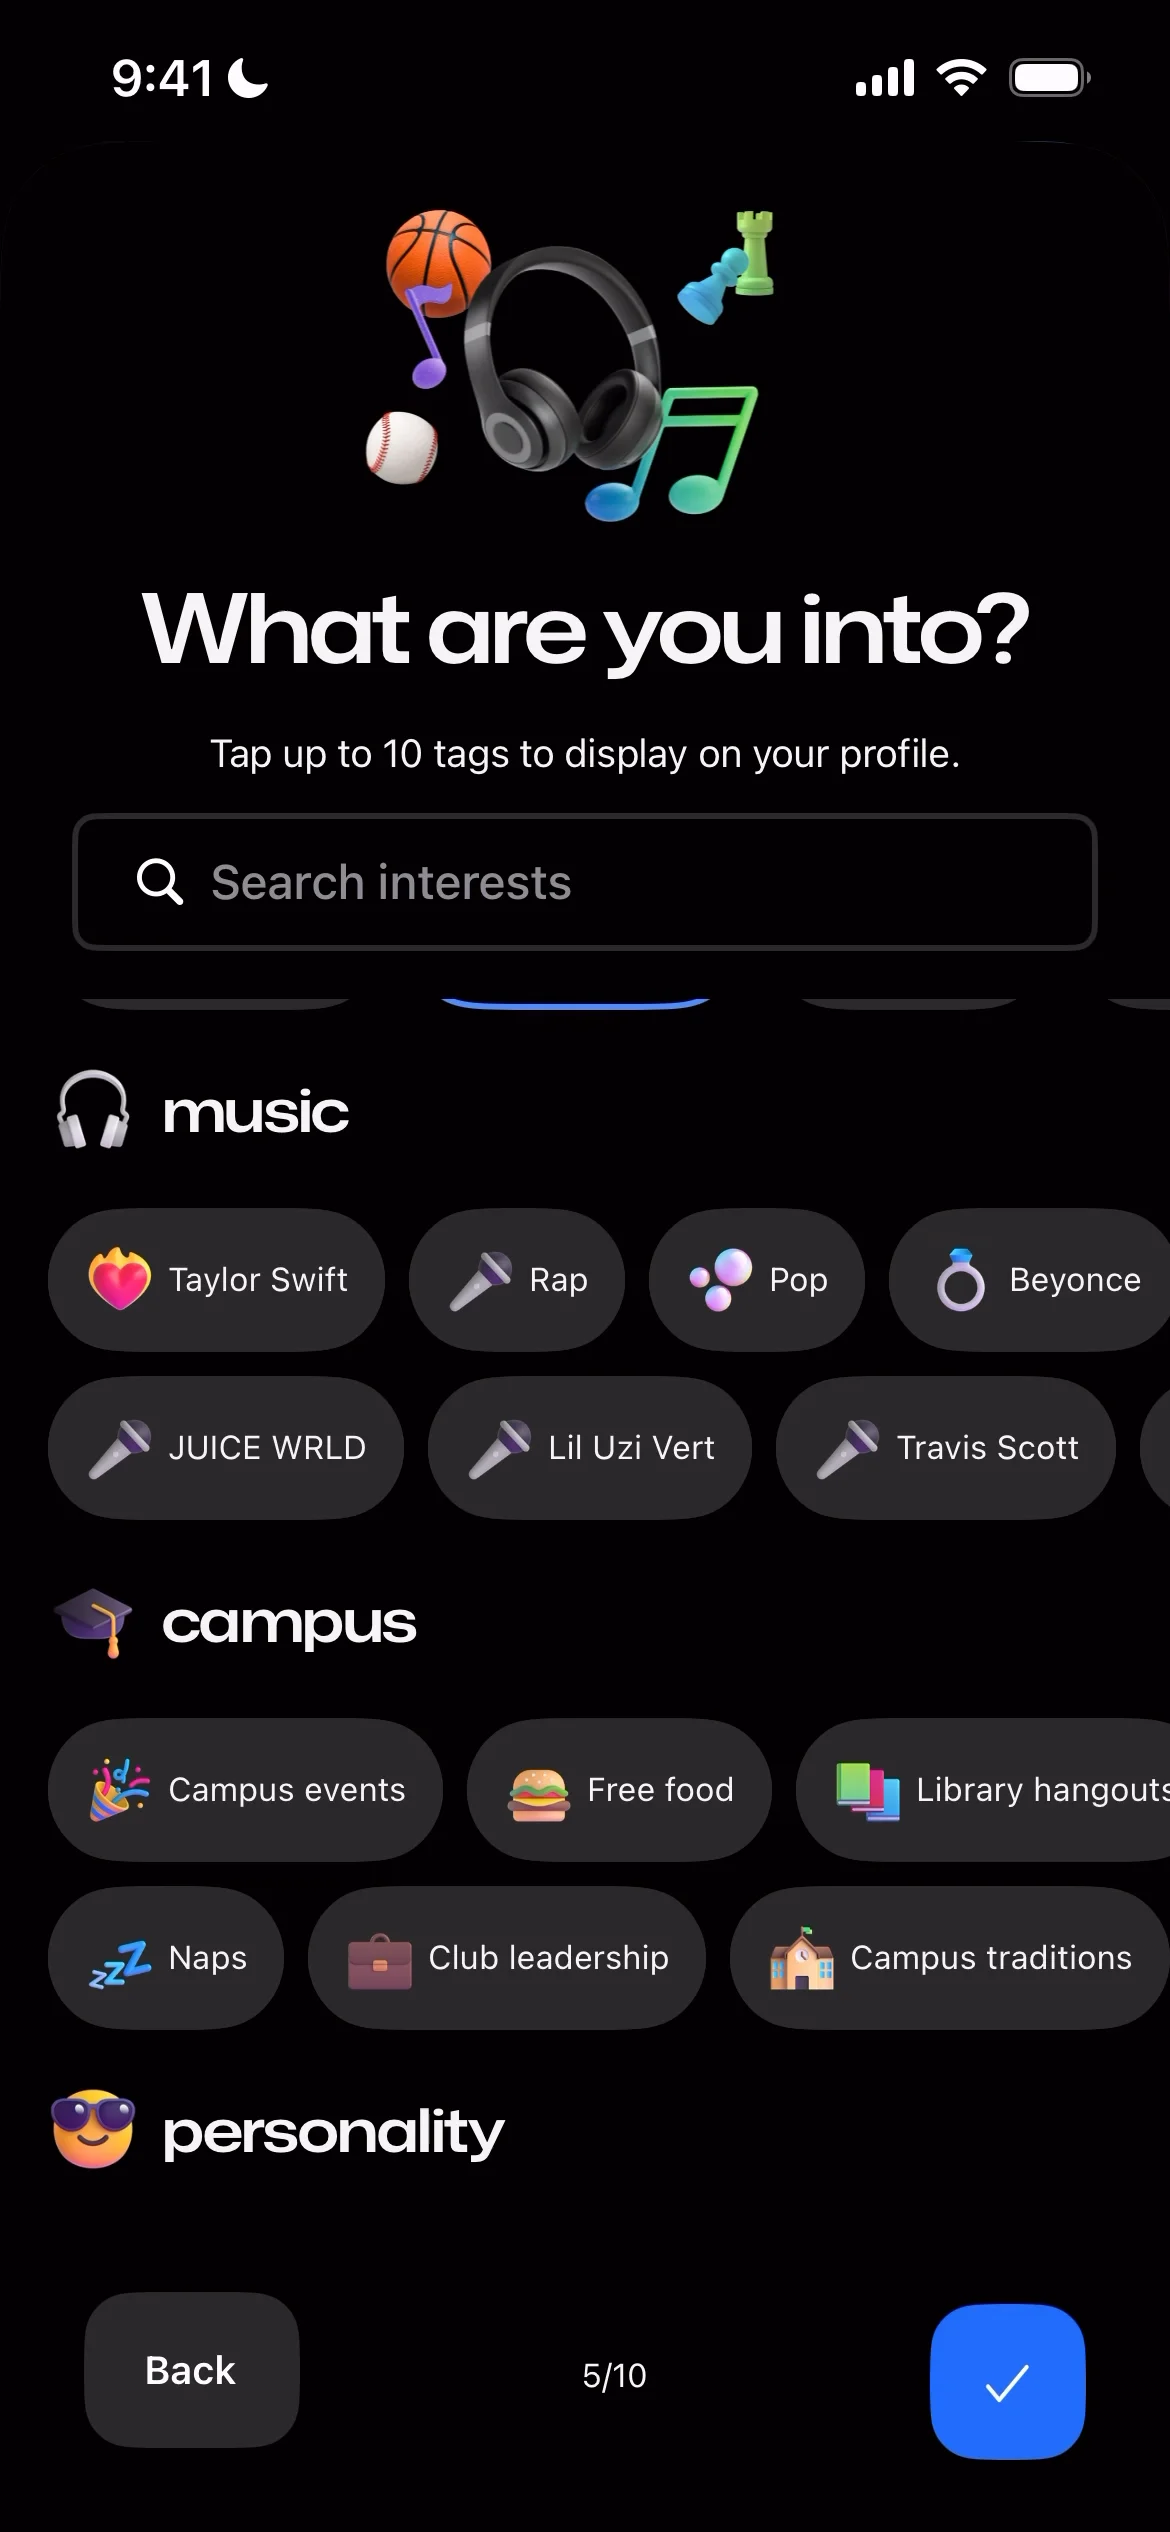 9:41
What are you into?
Tap up to 10 tags to display on your profile.
Search interests
music
Taylor Swift Rap Pop Beyonce
JUICE WRLD Lil Uzi Vert Travis Scott
campus
Campus events Free food Library hangouts
Naps Club leadership Campus traditions
personality
Back 5/10